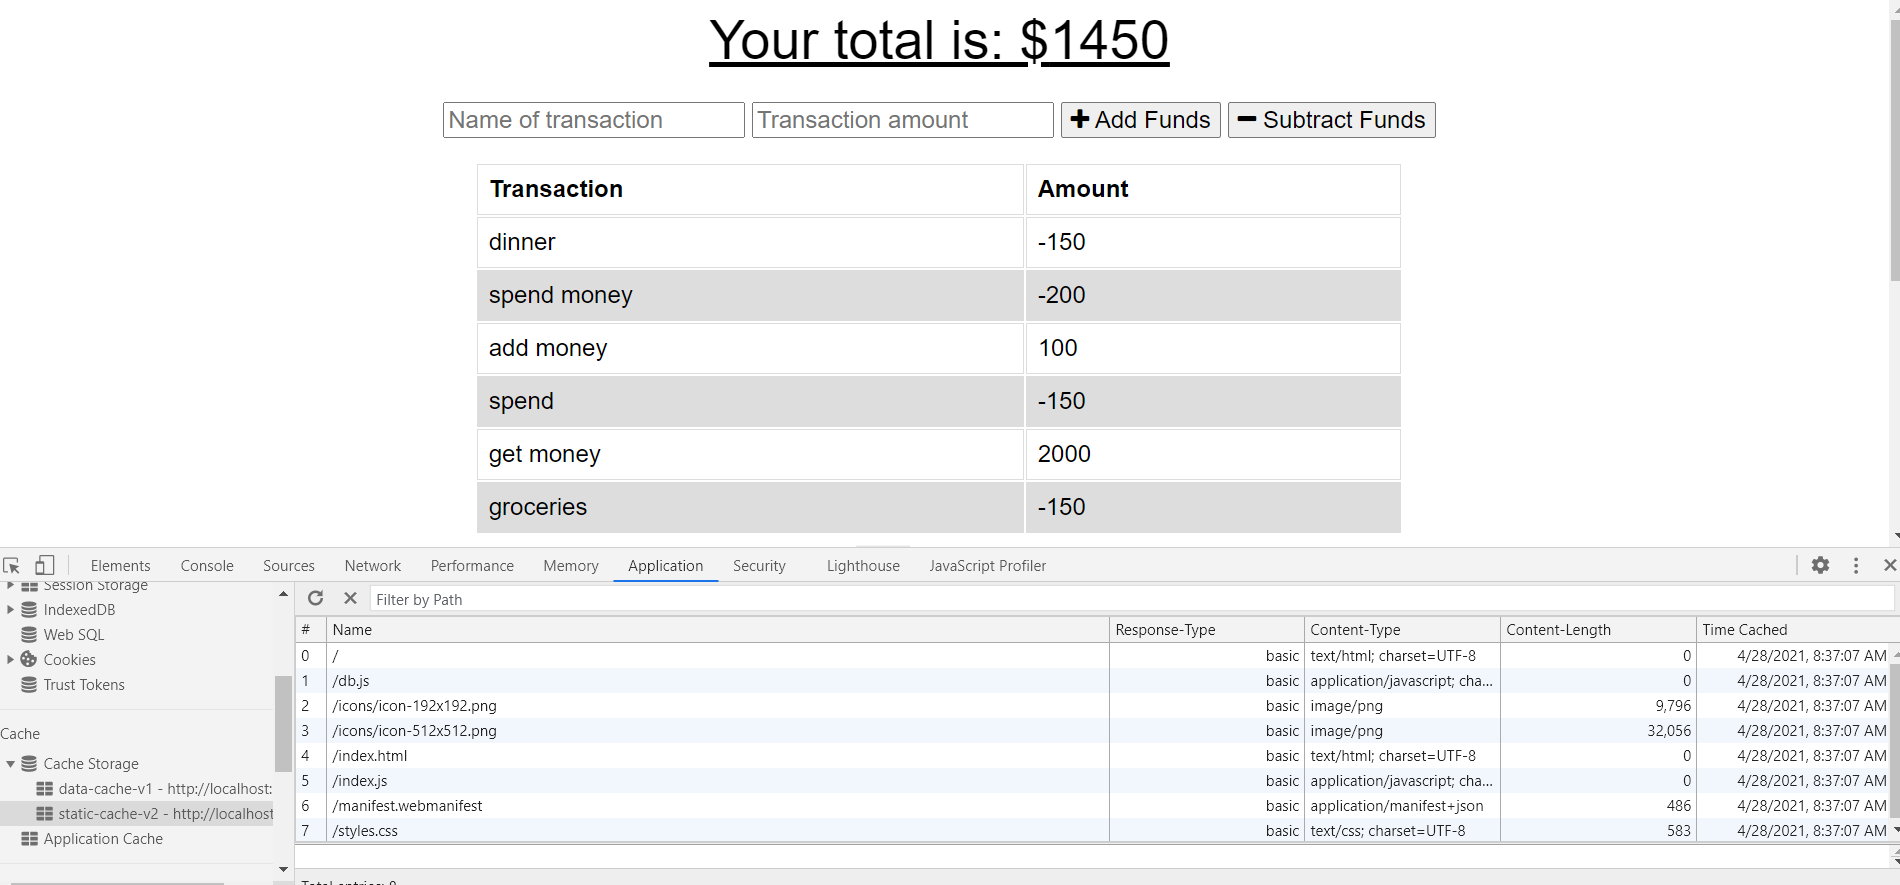 Your total is: $1450
Name of transaction Transaction amount Add Funds Subtract Funds
Transaction Amount
dinner -150
spend money -200
add money 100
spend -150
get money 2000
groceries -150
Elements Console Sources Network Performance Memory Application Security Lighthouse JavaScript Profiler
Session Storage
IndexedDB
Web SQL
Cookies
Trust Tokens
Cache
Cache Storage
data-cache-v1 - http://localhost:
static-cache-v2 - http://localhost
Application Cache
Filter by Path
# Name Response-Type Content-Type Content-Length Time Cached
0 / basic text/html; charset=UTF-8 0 4/28/2021, 8:37:07 AM
1 /db.js basic application/javascript; cha... 0 4/28/2021, 8:37:07 AM
2 /icons/icon-192x192.png basic image/png 9,796 4/28/2021, 8:37:07 AM
3 /icons/icon-512x512.png basic image/png 32,056 4/28/2021, 8:37:07 AM
4 /index.html basic text/html; charset=UTF-8 0 4/28/2021, 8:37:07 AM
5 /index.js basic application/javascript; cha... 0 4/28/2021, 8:37:07 AM
6 /manifest.webmanifest basic application/manifest+json 486 4/28/2021, 8:37:07 AM
7 /styles.css basic text/css; charset=UTF-8 583 4/28/2021, 8:37:07 AM
Total entries: